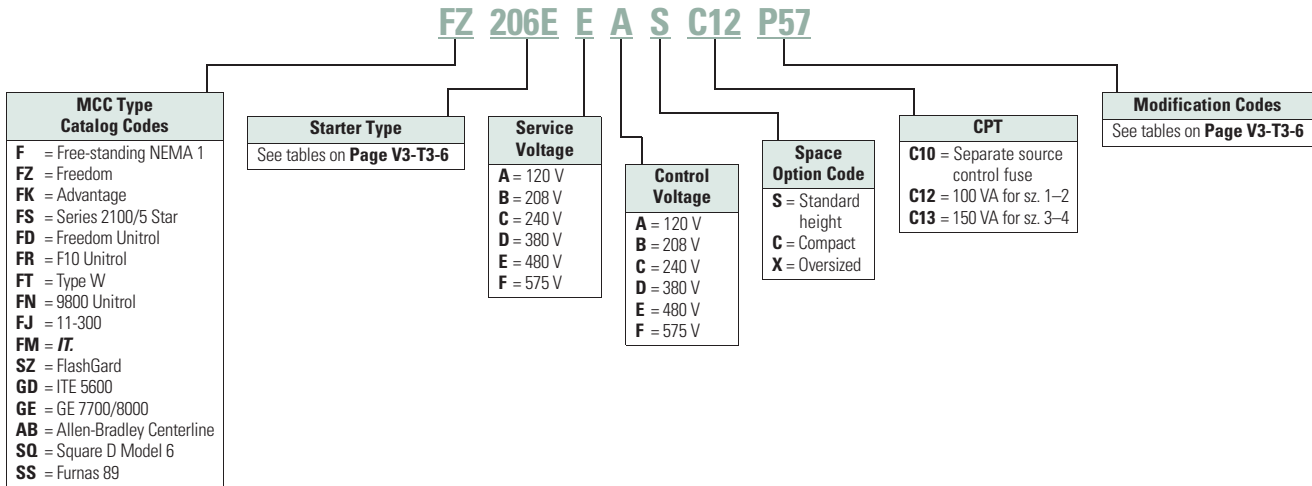 FZ 206E E A S C12 P57
MCC Type
Catalog Codes
F = Free-standing NEMA 1
FZ = Freedom
FK = Advantage
FS = Series 2100/5 Star
FD = Freedom Unitrol
FR = F10 Unitrol
FT = Type W
FN = 9800 Unitrol
FJ = 11-300
FM = IT.
SZ = FlashGard
GD = ITE 5600
GE = GE 7700/8000
AB = Allen-Bradley Centerline
SQ = Square D Model 6
SS = Furnas 89
Starter Type
See tables on Page V3-T3-6
Service
Voltage
A = 120 V
B = 208 V
C = 240 V
D = 380 V
E = 480 V
F = 575 V
Control
Voltage
A = 120 V
B = 208 V
C = 240 V
D = 380 V
E = 480 V
F = 575 V
Space
Option Code
S = Standard
height
C = Compact
X = Oversized
CPT
C10 = Separate source
control fuse
C12 = 100 VA for sz. 1–2
C13 = 150 VA for sz. 3–4
Modification Codes
See tables on Page V3-T3-6